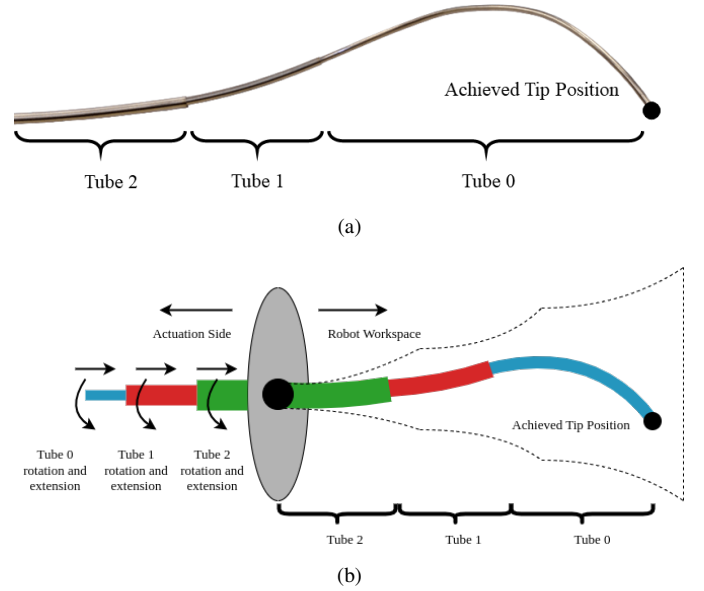 Achieved Tip Position
Tube 2
Tube 1
Tube 0
(a)
Actuation Side
Robot Workspace
Achieved Tip Position
Tube 0
rotation and
extension
Tube 1
rotation and
extension
Tube 2
rotation and
extension
Tube 2
Tube 1
Tube 0
(b)